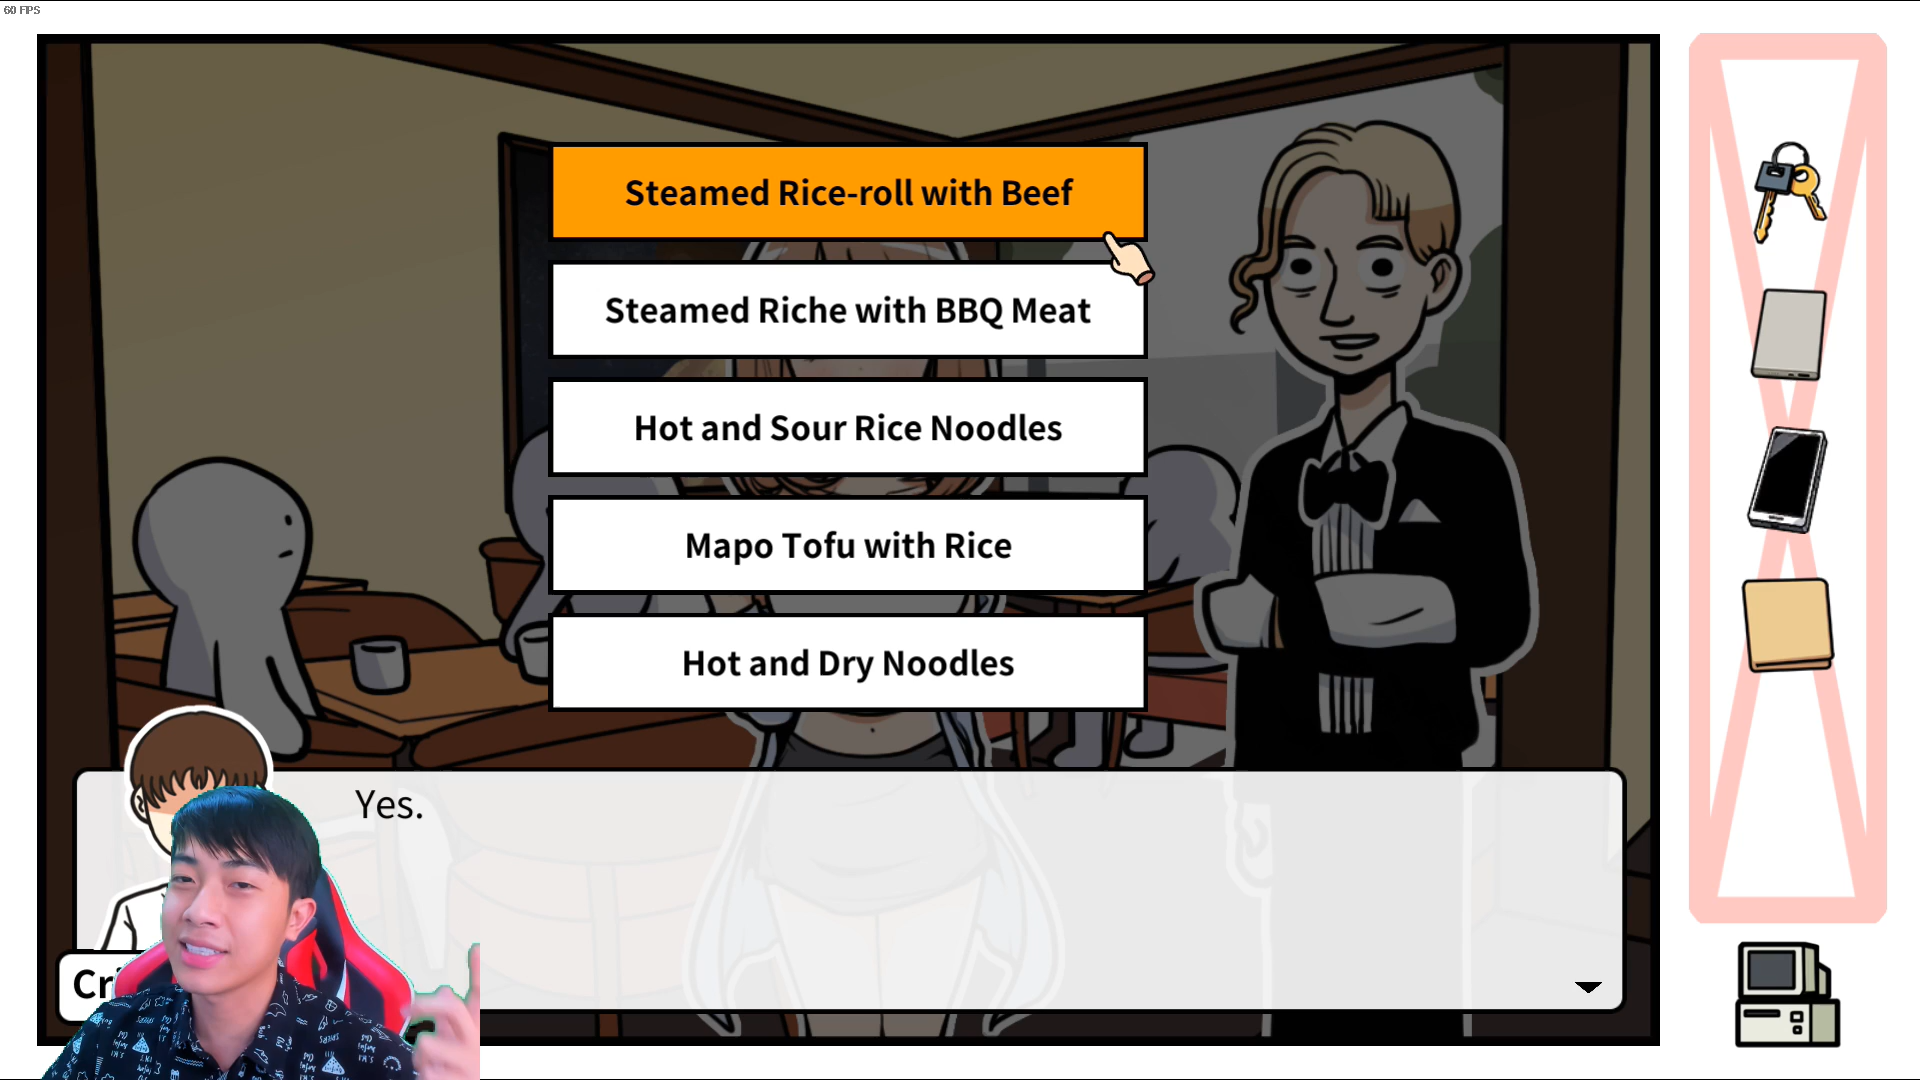 60 FPS
Steamed Rice-roll with Beef
Steamed Riche with BBQ Meat
Hot and Sour Rice Noodles
Mapo Tofu with Rice
Hot and Dry Noodles
Yes.